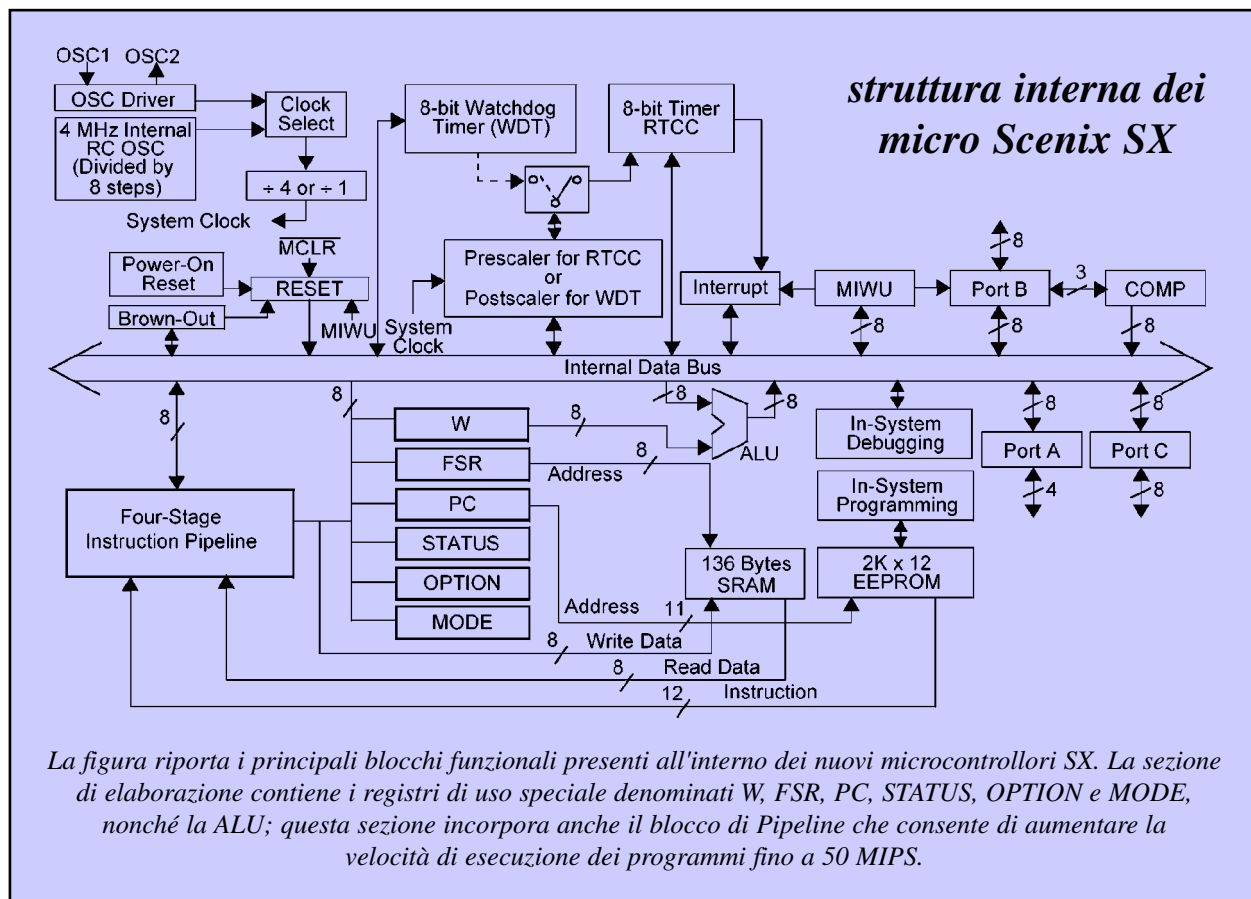 struttura interna dei
micro Scenix SX
OSC1
OSC2
OSC Driver
Clock
Select
4 MHz Internal
RC OSC
(Divided by
8 steps)
÷ 4 or ÷ 1
System Clock
MCLR
Power-On
Reset
RESET
Brown-Out
MIWU
8-bit Watchdog
Timer (WDT)
8-bit Timer
RTCC
Prescaler for RTCC
or
Postscaler for WDT
System
Clock
Interrupt
MIWU
8
Port B
8
8
3
COMP
8
Internal Data Bus
8
Four-Stage
Instruction Pipeline
8
W
8
FSR
Address
8
PC
STATUS
OPTION
MODE
8
8
ALU
In-System
Debugging
8
Port A
4
8
Port C
8
In-System
Programming
136 Bytes
SRAM
2K x 12
EEPROM
Address
11
8
Write Data
8
Read Data
12
Instruction
La figura riporta i principali blocchi funzionali presenti all'interno dei nuovi microcontrollori SX. La sezione
di elaborazione contiene i registri di uso speciale denominati W, FSR, PC, STATUS, OPTION e MODE,
nonché la ALU; questa sezione incorpora anche il blocco di Pipeline che consente di aumentare la
velocità di esecuzione dei programmi fino a 50 MIPS.